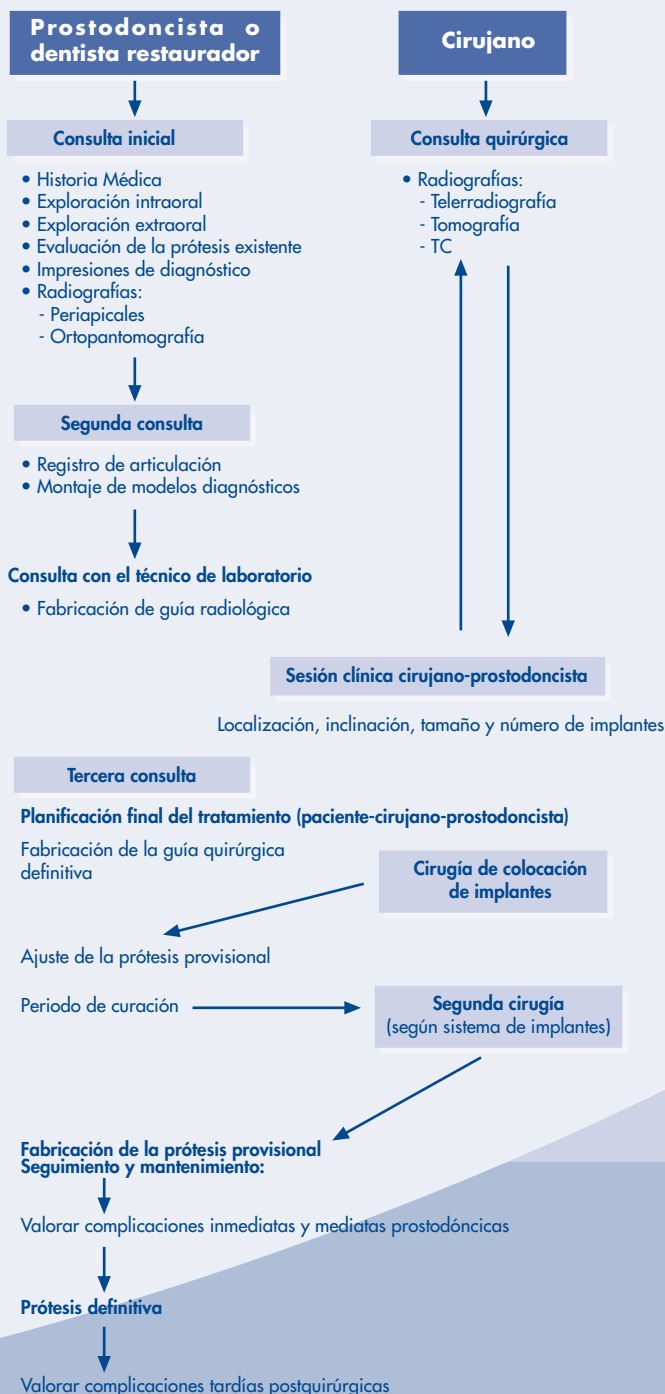 Prostodoncista o
dentista restaurador
Cirujano
Consulta inicial
• Historia Médica
• Exploración intraoral
• Exploración extraoral
• Evaluación de la prótesis existente
• Impresiones de diagnóstico
• Radiografías:
- Periapicales
- Ortopantomografía
Consulta quirúrgica
• Radiografías:
- Telerradiografía
- Tomografía
- TC
Segunda consulta
• Registro de articulación
• Montaje de modelos diagnósticos
Consulta con el técnico de laboratorio
• Fabricación de guía radiológica
Sesión clínica cirujano-prostodoncista
Localización, inclinación, tamaño y número de implantes
Tercera consulta
Planificación final del tratamiento (paciente-cirujano-prostodoncista)
Fabricación de la guía quirúrgica
definitiva
Cirugía de colocación
de implantes
Ajuste de la prótesis provisional
Periodo de curación
Segunda cirugía
(según sistema de implantes)
Fabricación de la prótesis provisional
Seguimiento y mantenimiento:
Valorar complicaciones inmediatas y mediatas prostodóncicas
Prótesis definitiva
Valorar complicaciones tardías postquirúrgicas